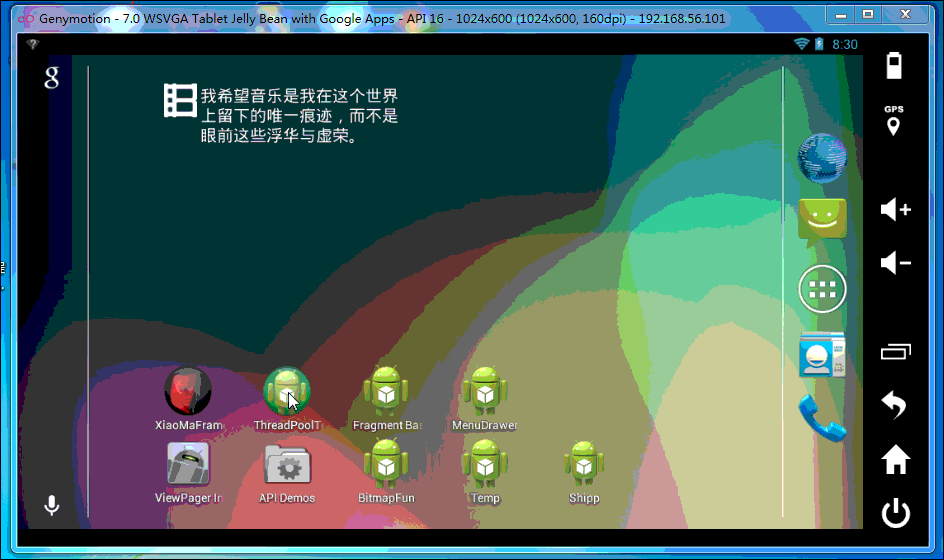 Genymotion - 7.0 WSVGA Tablet Jelly Bean with Google Apps - API 16 - 1024x600 (1024x600, 160dpi) - 192.168.56.101
8:30
g
GPS
我希望音乐是我在这个世界
上留下的唯一痕迹，而不是
眼前这些浮华与虚荣。
XiaoMaFram
ThreadPoolT
Fragment Bas
MenuDrawer
ViewPager In
API Demos
BitmapFun
Temp
Shipp